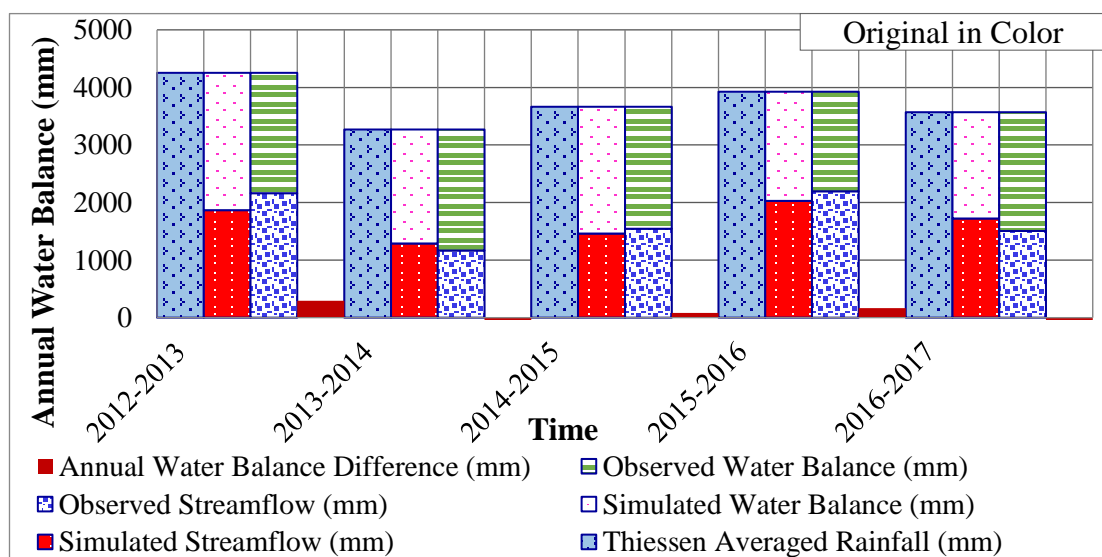 Original in Color
Annual Water Balance (mm)
5000
4000
3000
2000
1000
0
2012-2013
2013-2014
2014-2015
2015-2016
2016-2017
Time
Annual Water Balance Difference (mm)
Observed Water Balance (mm)
Observed Streamflow (mm)
Simulated Water Balance (mm)
Simulated Streamflow (mm)
Thiessen Averaged Rainfall (mm)